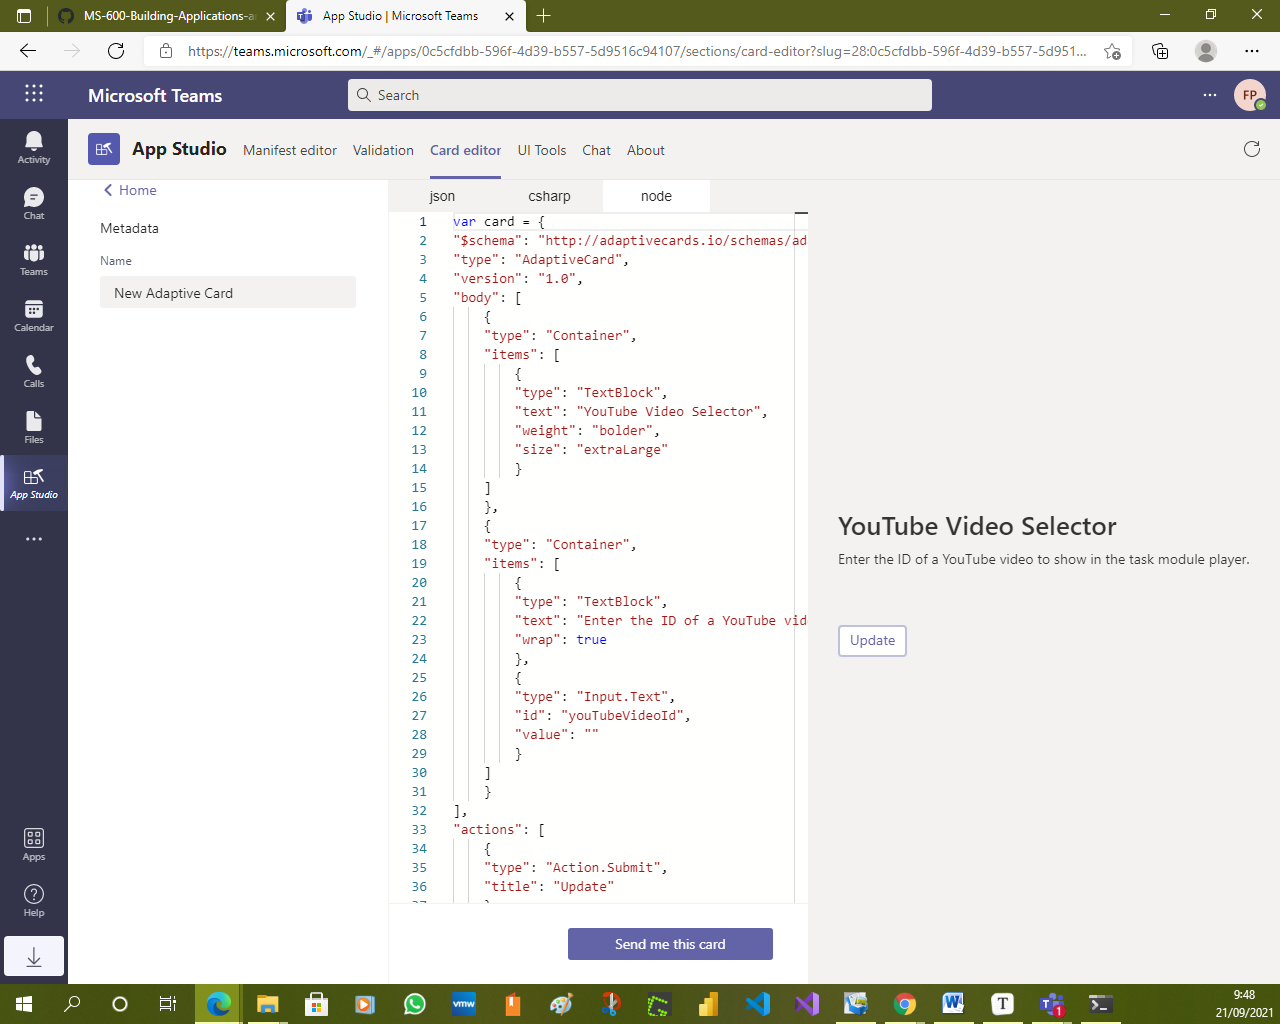 MS-600-Building-Applications-a
App Studio | Microsoft Teams
https://teams.microsoft.com/_#/apps/0c5cfdbb-596f-4d39-b557-5d9516c94107/sections/card-editor?slug=28:0c5cfdbb-596f-4d39-b557-5d951...
Microsoft Teams
Search
FP
Activity
Chat
Teams
Calendar
Calls
Files
App Studio
Apps
Help
App Studio
Manifest editor
Validation
Card editor
UI Tools
Chat
About
Home
Metadata
Name
New Adaptive Card
json
csharp
node
1 var card = {
2 "$schema": "http://adaptivecards.io/schemas/ad
3 "type": "AdaptiveCard",
4 "version": "1.0",
5 "body": [
6 {
7 "type": "Container",
8 "items": [
9 {
10 "type": "TextBlock",
11 "text": "YouTube Video Selector",
12 "weight": "bolder",
13 "size": "extraLarge"
14 }
15 ]
16 },
17 {
18 "type": "Container",
19 "items": [
20 {
21 "type": "TextBlock",
22 "text": "Enter the ID of a YouTube vid
23 "wrap": true
24 },
25 {
26 "type": "Input.Text",
27 "id": "youTubeVideoId",
28 "value": ""
29 }
30 ]
31 }
32 ],
33 "actions": [
34 {
35 "type": "Action.Submit",
36 "title": "Update"
Send me this card
YouTube Video Selector
Enter the ID of a YouTube video to show in the task module player.
Update
vmw
W
T
1
9:48
21/09/2021